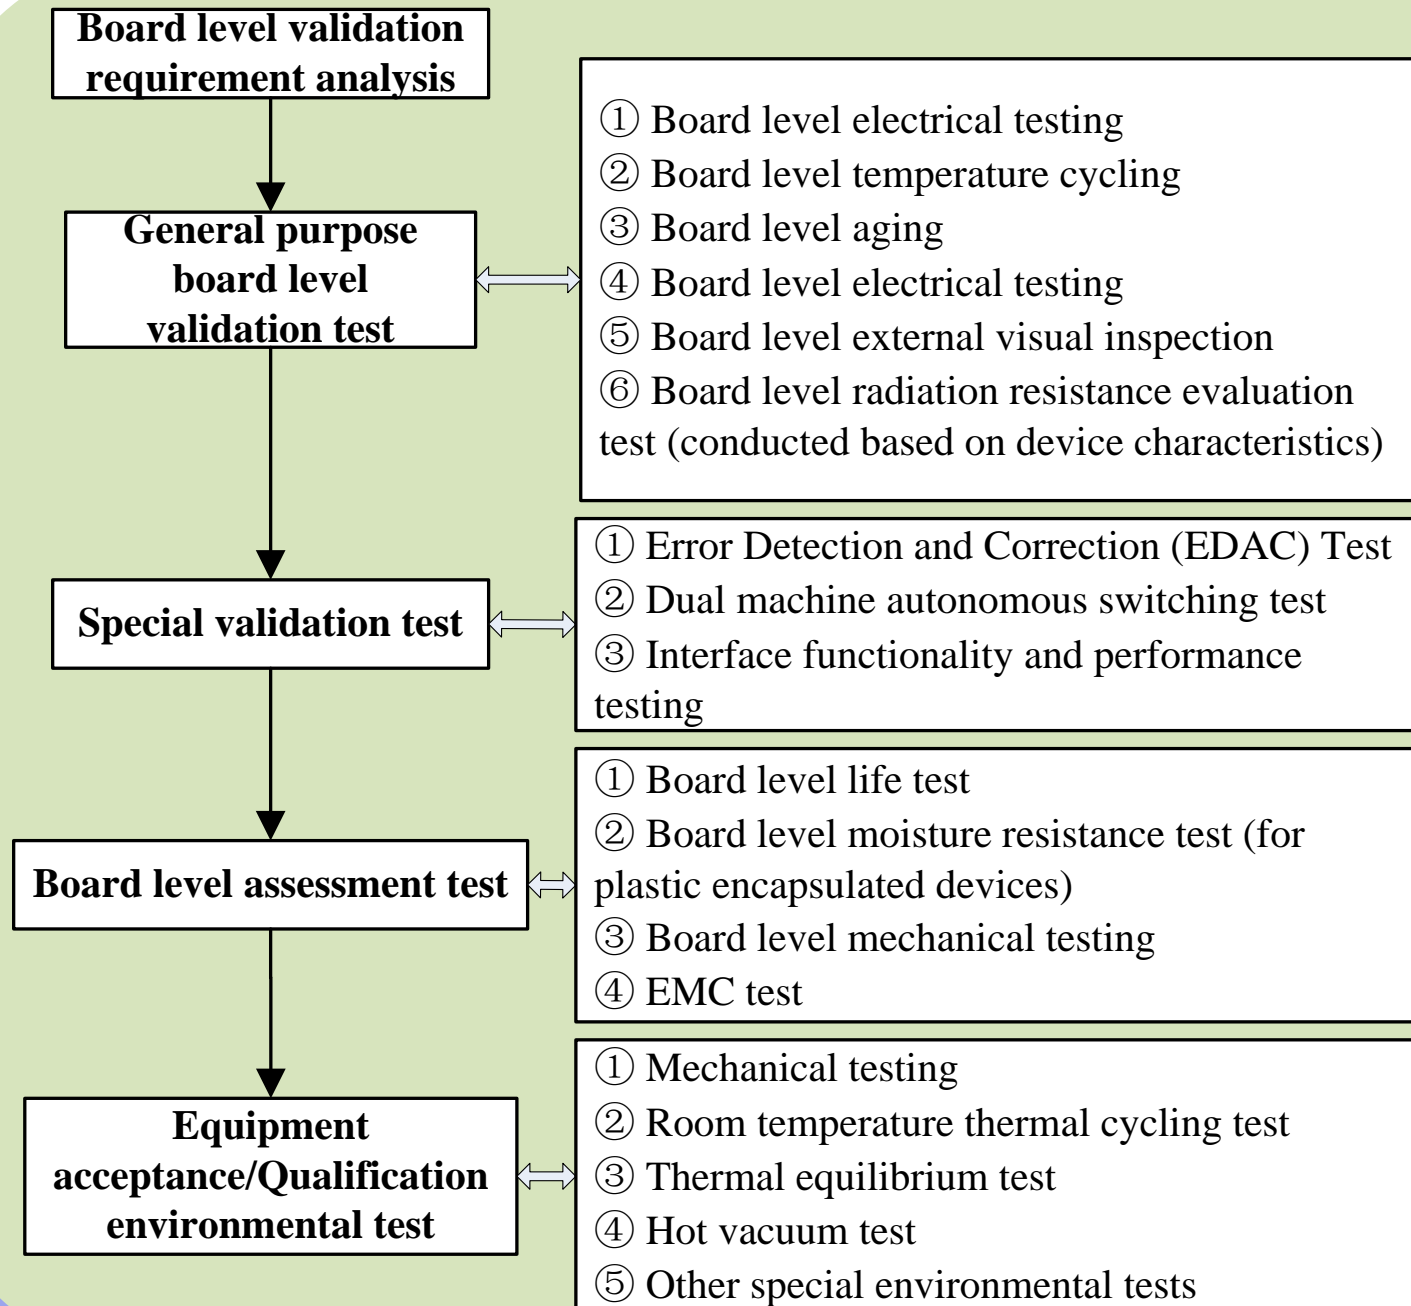 Board level validation
requirement analysis
① Board level electrical testing
② Board level temperature cycling
③ Board level aging
④ Board level electrical testing
⑤ Board level external visual inspection
⑥ Board level radiation resistance evaluation
test (conducted based on device characteristics)
General purpose
board level
validation test
① Error Detection and Correction (EDAC) Test
② Dual machine autonomous switching test
③ Interface functionality and performance
testing
Special validation test
① Board level life test
② Board level moisture resistance test (for
plastic encapsulated devices)
③ Board level mechanical testing
④ EMC test
Board level assessment test
① Mechanical testing
② Room temperature thermal cycling test
③ Thermal equilibrium test
④ Hot vacuum test
⑤ Other special environmental tests
Equipment
acceptance/Qualification
environmental test